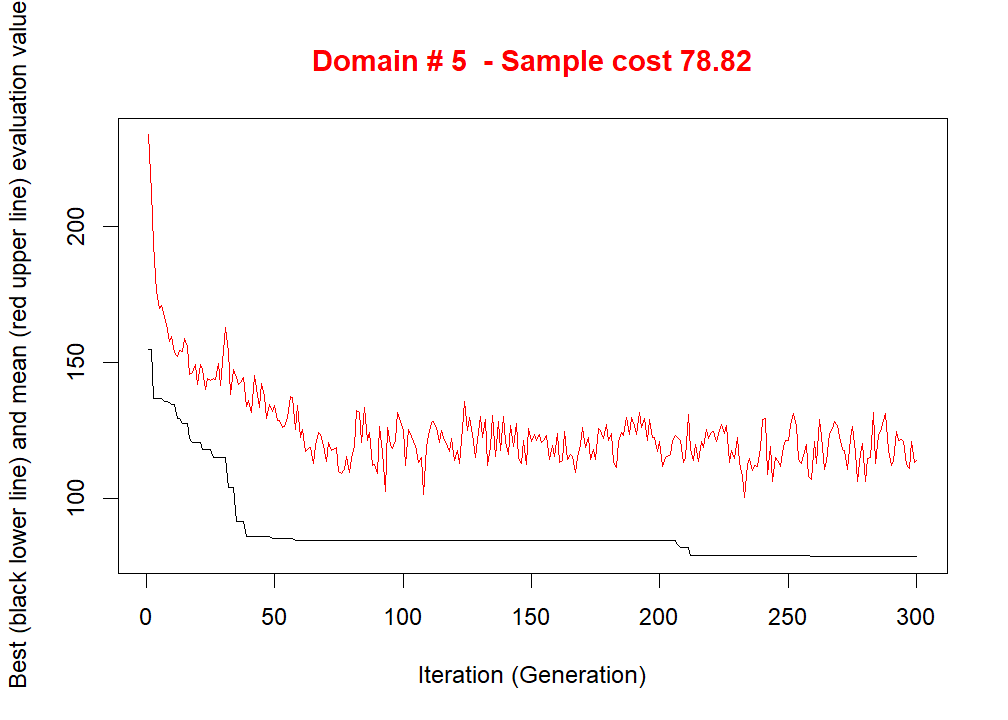 Domain # 5  - Sample cost 78.82
Best (black lower line) and mean (red upper line) evaluation value
200
150
100
0 50 100 150 200 250 300
Iteration (Generation)